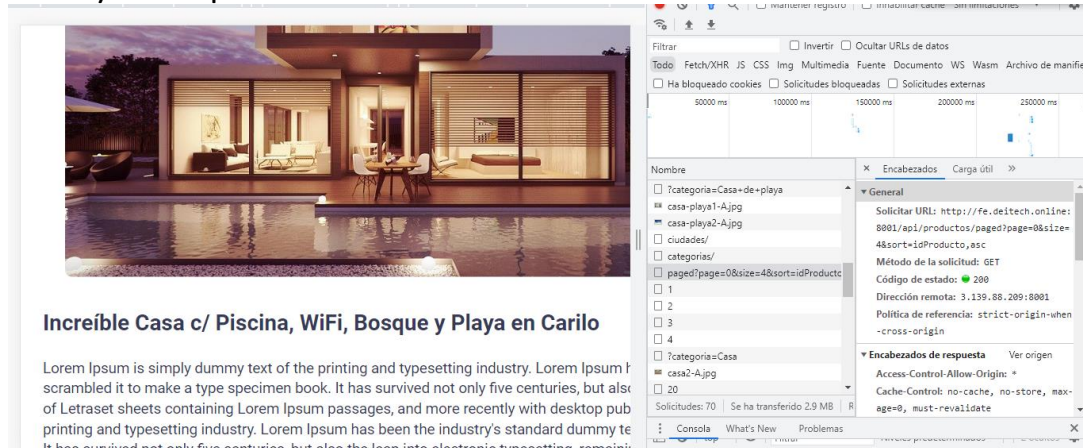 Mantener registro Inhabilitar caché Sin limitaciones
Filtrar Invertir Ocultar URLs de datos
Todo Fetch/XHR JS CSS Img Multimedia Fuente Documento WS Wasm Archivo de manifie
Ha bloqueado cookies Solicitudes bloqueadas Solicitudes externas
50000 ms 100000 ms 150000 ms 200000 ms 250000 ms
Nombre
?categoria=Casa+de+playa
casa-playa1-A.jpg
casa-playa2-A.jpg
ciudades/
categorias/
paged?page=0&size=4&sort=idProducto
1
2
3
4
?categoria=Casa
casa2-A.jpg
20
Solicitudes: 70 Se ha transferido 2.9 MB R
× Encabezados Carga útil »
General
Solicitar URL: http://fe.deitech.online:
8001/api/productos/paged?page=0&size=
4&sort=idProducto,asc
Método de la solicitud: GET
Código de estado: 200
Dirección remota: 3.139.88.209:8001
Política de referencia: strict-origin-when
-cross-origin
Encabezados de respuesta Ver origen
Access-Control-Allow-Origin: *
Cache-Control: no-cache, no-store, max-
age=0, must-revalidate
Consola What's New Problemas ×
Increíble Casa c/ Piscina, WiFi, Bosque y Playa en Carilo
Lorem Ipsum is simply dummy text of the printing and typesetting industry. Lorem Ipsum h
scrambled it to make a type specimen book. It has survived not only five centuries, but also
of Letraset sheets containing Lorem Ipsum passages, and more recently with desktop pub
printing and typesetting industry. Lorem Ipsum has been the industry's standard dummy te